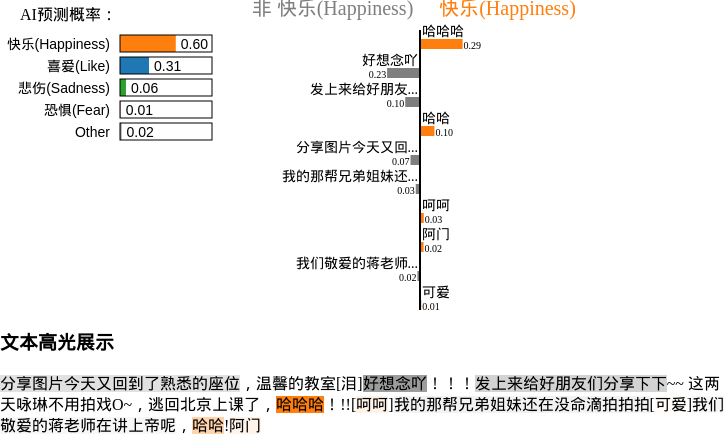 AI预测概率：
快乐(Happiness) 0.60
喜爱(Like) 0.31
悲伤(Sadness) 0.06
恐惧(Fear) 0.01
Other 0.02
非 快乐(Happiness) 快乐(Happiness)
哈哈哈
0.29
好想念吖
0.23
发上来给好朋友...
0.10
哈哈
0.10
分享图片今天又回...
0.07
我的那帮兄弟姐妹还...
0.03
呵呵
0.03
阿门
0.02
我们敬爱的蒋老师...
0.02
可爱
0.01
文本高光展示
分享图片今天又回到了熟悉的座位，温馨的教室[泪]好想念吖！！！发上来给好朋友们分享下下~~ 这两
天咏琳不用拍戏O~，逃回北京上课了，哈哈哈！!![呵呵]我的那帮兄弟姐妹还在没命滴拍拍拍[可爱]我们
敬爱的蒋老师在讲上帝呢，哈哈!阿门